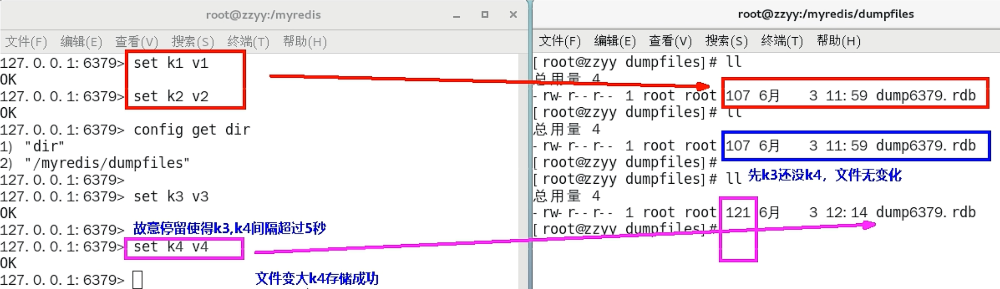 root@zzyy:/myredis
文件(F) 编辑(E) 查看(V) 搜索(S) 终端(T) 帮助(H)
127.0.0.1:6379> set k1 v1
OK
127.0.0.1:6379> set k2 v2
OK
127.0.0.1:6379> config get dir
1) "dir"
2) "/myredis/dumpfiles"
127.0.0.1:6379>
127.0.0.1:6379> set k3 v3
OK
127.0.0.1:6379> 故意停留使得k3,k4间隔超过5秒
127.0.0.1:6379> set k4 v4
OK
127.0.0.1:6379>
文件变大k4存储成功
root@zzyy:/myredis/dumpfiles
文件(F) 编辑(E) 查看(V) 搜索(S) 终端(T) 帮助(H)
[root@zzyy dumpfiles]# ll
总用量 4
-rw-r--r-- 1 root root 107 6月 3 11:59 dump6379.rdb
[root@zzyy dumpfiles]# ll
总用量 4
-rw-r--r-- 1 root root 107 6月 3 11:59 dump6379.rdb
[root@zzyy dumpfiles]#
[root@zzyy dumpfiles]# ll 先k3还没k4，文件无变化
总用量 4
-rw-r--r-- 1 root root 121 6月 3 12:14 dump6379.rdb
[root@zzyy dumpfiles]#